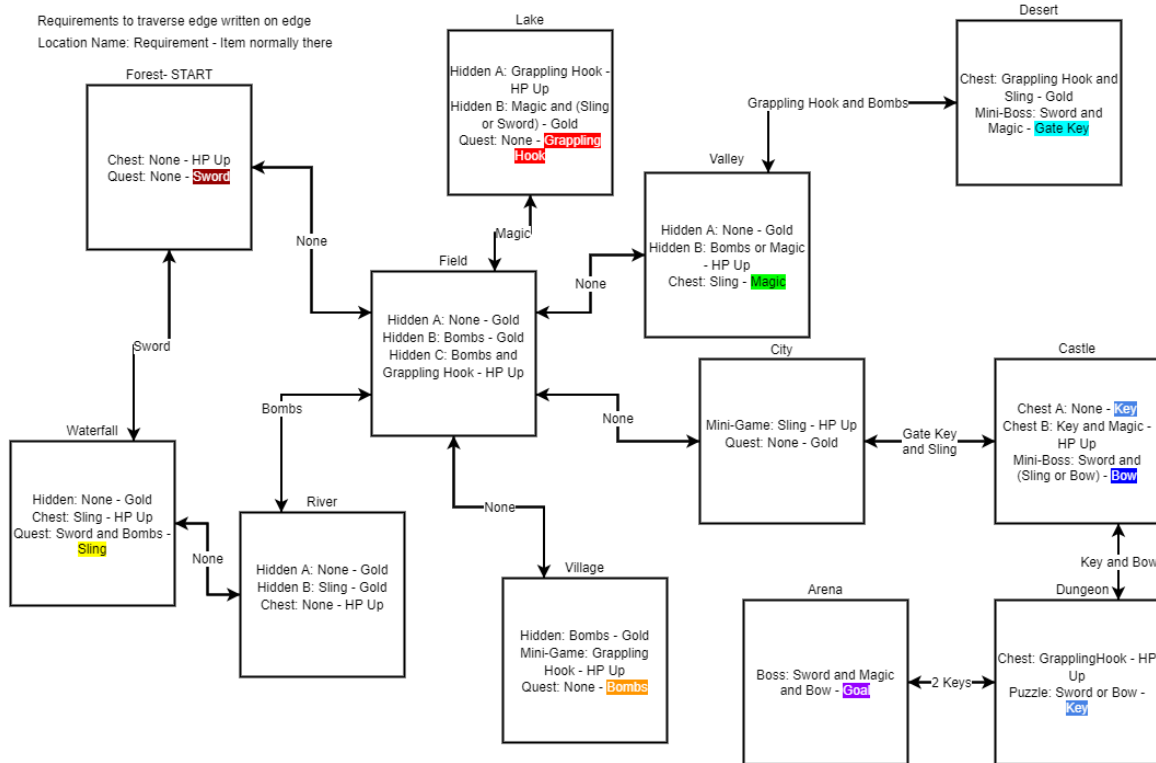 Requirements to traverse edge written on edge
Location Name: Requirement - Item normally there
Forest- START
Chest: None - HP Up
Quest: None - Sword
Lake
Hidden A: Grappling Hook -
HP Up
Hidden B: Magic and (Sling
or Sword) - Gold
Quest: None - Grappling
Hook
Desert
Chest: Grappling Hook and
Sling - Gold
Mini-Boss: Sword and
Magic - Gate Key
Grappling Hook and Bombs
Valley
Hidden A: None - Gold
Hidden B: Bombs or Magic
- HP Up
Chest: Sling - Magic
None
Magic
None
Field
Hidden A: None - Gold
Hidden B: Bombs - Gold
Hidden C: Bombs and
Grappling Hook - HP Up
Sword
Bombs
None
None
City
Mini-Game: Sling - HP Up
Quest: None - Gold
Gate Key
and Sling
Castle
Chest A: None - Key
Chest B: Key and Magic -
HP Up
Mini-Boss: Sword and
(Sling or Bow) - Bow
Key and Bow
Waterfall
Hidden: None - Gold
Chest: Sling - HP Up
Quest: Sword and Bombs -
Sling
None
River
Hidden A: None - Gold
Hidden B: Sling - Gold
Chest: None - HP Up
Village
Hidden: Bombs - Gold
Mini-Game: Grappling
Hook - HP Up
Quest: None - Bombs
Arena
Boss: Sword and Magic
and Bow - Goal
2 Keys
Dungeon
Chest: GrapplingHook - HP
Up
Puzzle: Sword or Bow -
Key